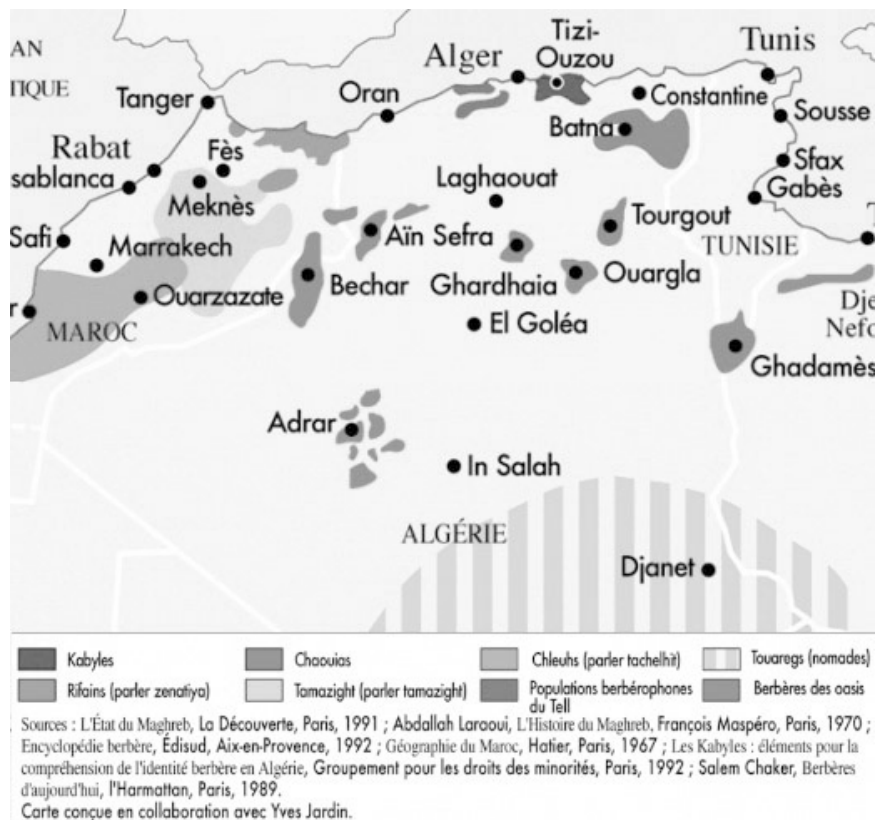 AN
TIQUE
Tizi-
Ouzou
Alger
Tunis
Tanger
Oran
Constantine
Sousse
Batna
Rabat
Fès
Sfax
sablanca
Laghaouat
Gabès
Meknès
Safi
Tourgout
Marrakech
Aïn Sefra
TUNISIE
Bechar
Ouarzazate
Ghardhaia
Ouargla
r
MAROC
El Goléa
Dje
Nefo
Ghadamès
Adrar
In Salah
ALGÉRIE
Djanet
Kabyles
Chaouias
Chleuhs (parler tachelhit)
Touaregs (nomades)
Rifains (parler zenatiya)
Tamazight (parler tamazight)
Populations berbérophones
du Tell
Berbères des oasis
Sources : L'État du Maghreb, La Découverte, Paris, 1991 ; Abdallah Laraoui, L'Histoire du Maghreb, François Maspéro, Paris, 1970 ;
Encyclopédie berbère, Édisud, Aix-en-Provence, 1992 ; Géographie du Maroc, Hatier, Paris, 1967 ; Les Kabyles : éléments pour la
compréhension de l'identité berbère en Algérie, Groupement pour les droits des minorités, Paris, 1992 ; Salem Chaker, Berbères
d'aujourd'hui, l'Harmattan, Paris, 1989.
Carte conçue en collaboration avec Yves Jardin.